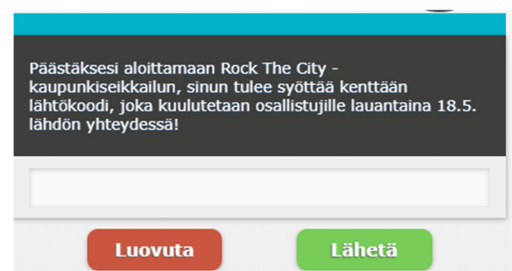 Päästäksesi aloittamaan Rock The City -
kaupunkiseikkailun, sinun tulee syöttää kenttään
lähtökoodi, joka kuulutetaan osallistujille lauantaina 18.5.
lähdön yhteydessä!
Luovuta
Lähetä